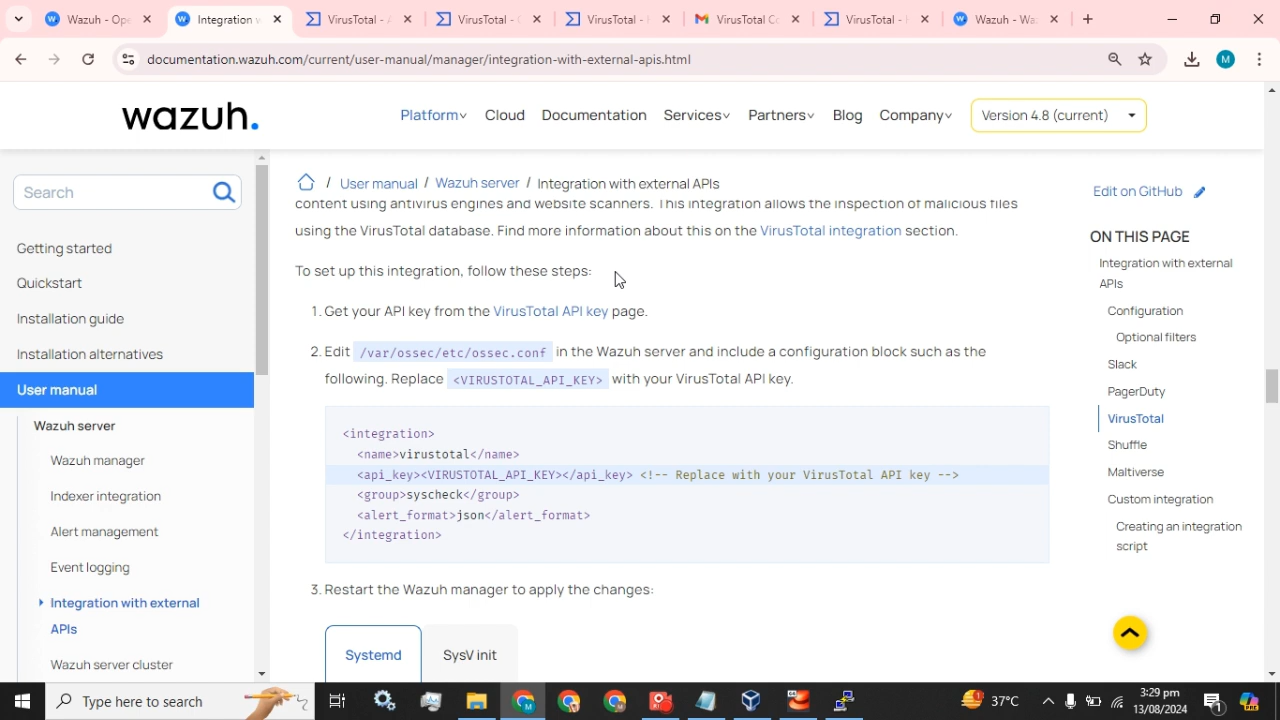 Wazuh - Ope
Integration w
VirusTotal - A
VirusTotal -
VirusTotal -
VirusTotal Co
VirusTotal -
Wazuh - Wa
documentation.wazuh.com/current/user-manual/manager/integration-with-external-apis.html
M
wazuh.
Platform
Cloud
Documentation
Services
Partners
Blog
Company
Version 4.8 (current)
Search
Getting started
Quickstart
Installation guide
Installation alternatives
User manual
Wazuh server
Wazuh manager
Indexer integration
Alert management
Event logging
Integration with external
APIs
Wazuh server cluster
/ User manual / Wazuh server / Integration with external APIs
content using antivirus engines and website scanners. This integration allows the inspection of malicious files
using the VirusTotal database. Find more information about this on the VirusTotal integration section.
To set up this integration, follow these steps:
1. Get your API key from the VirusTotal API key page.
2. Edit /var/ossec/etc/ossec.conf in the Wazuh server and include a configuration block such as the
following. Replace <VIRUSTOTAL_API_KEY> with your VirusTotal API key.
<integration>
<name>virustotal</name>
<api_key><VIRUSTOTAL_API_KEY></api_key> <!-- Replace with your VirusTotal API key -->
<group>syscheck</group>
<alert_format>json</alert_format>
</integration>
3. Restart the Wazuh manager to apply the changes:
Systemd
SysV init
Edit on GitHub
ON THIS PAGE
Integration with external
APIs
Configuration
Optional filters
Slack
PagerDuty
VirusTotal
Shuffle
Maltiverse
Custom integration
Creating an integration
script
Type here to search
37°C
3:29 pm
13/08/2024